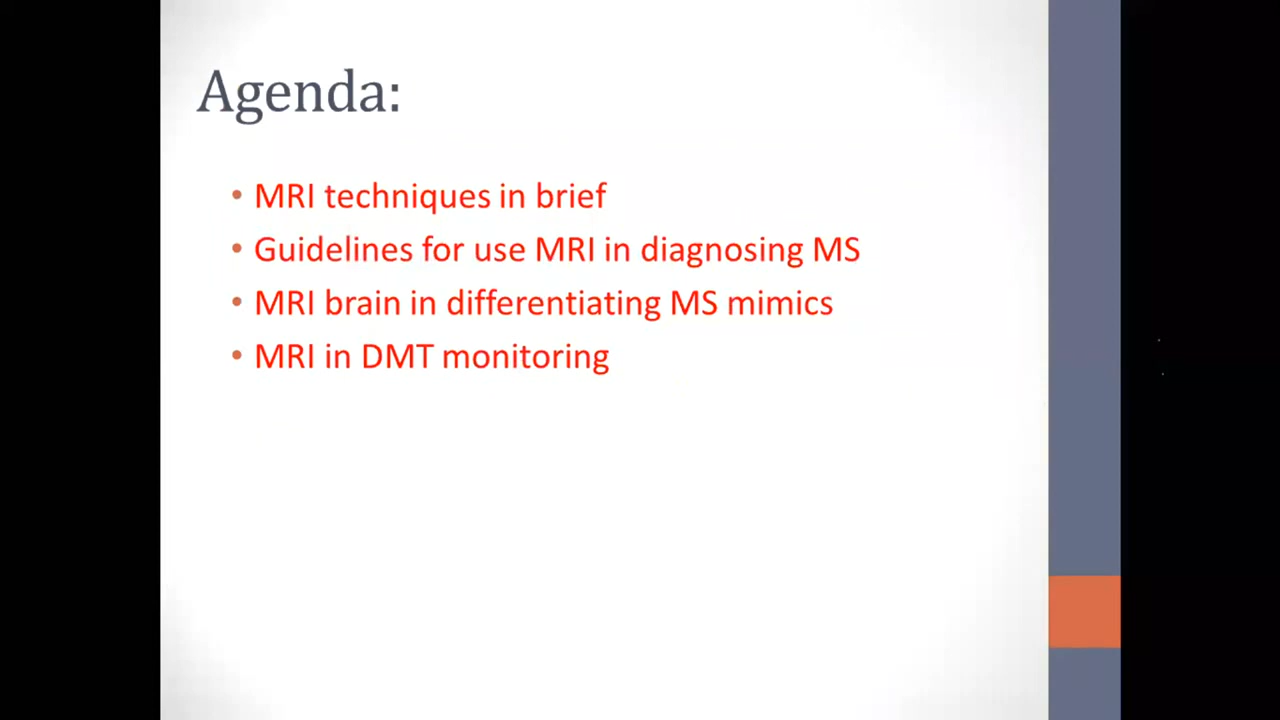 Agenda:
• MRI techniques in brief
• Guidelines for use MRI in diagnosing MS
• MRI brain in differentiating MS mimics
• MRI in DMT monitoring